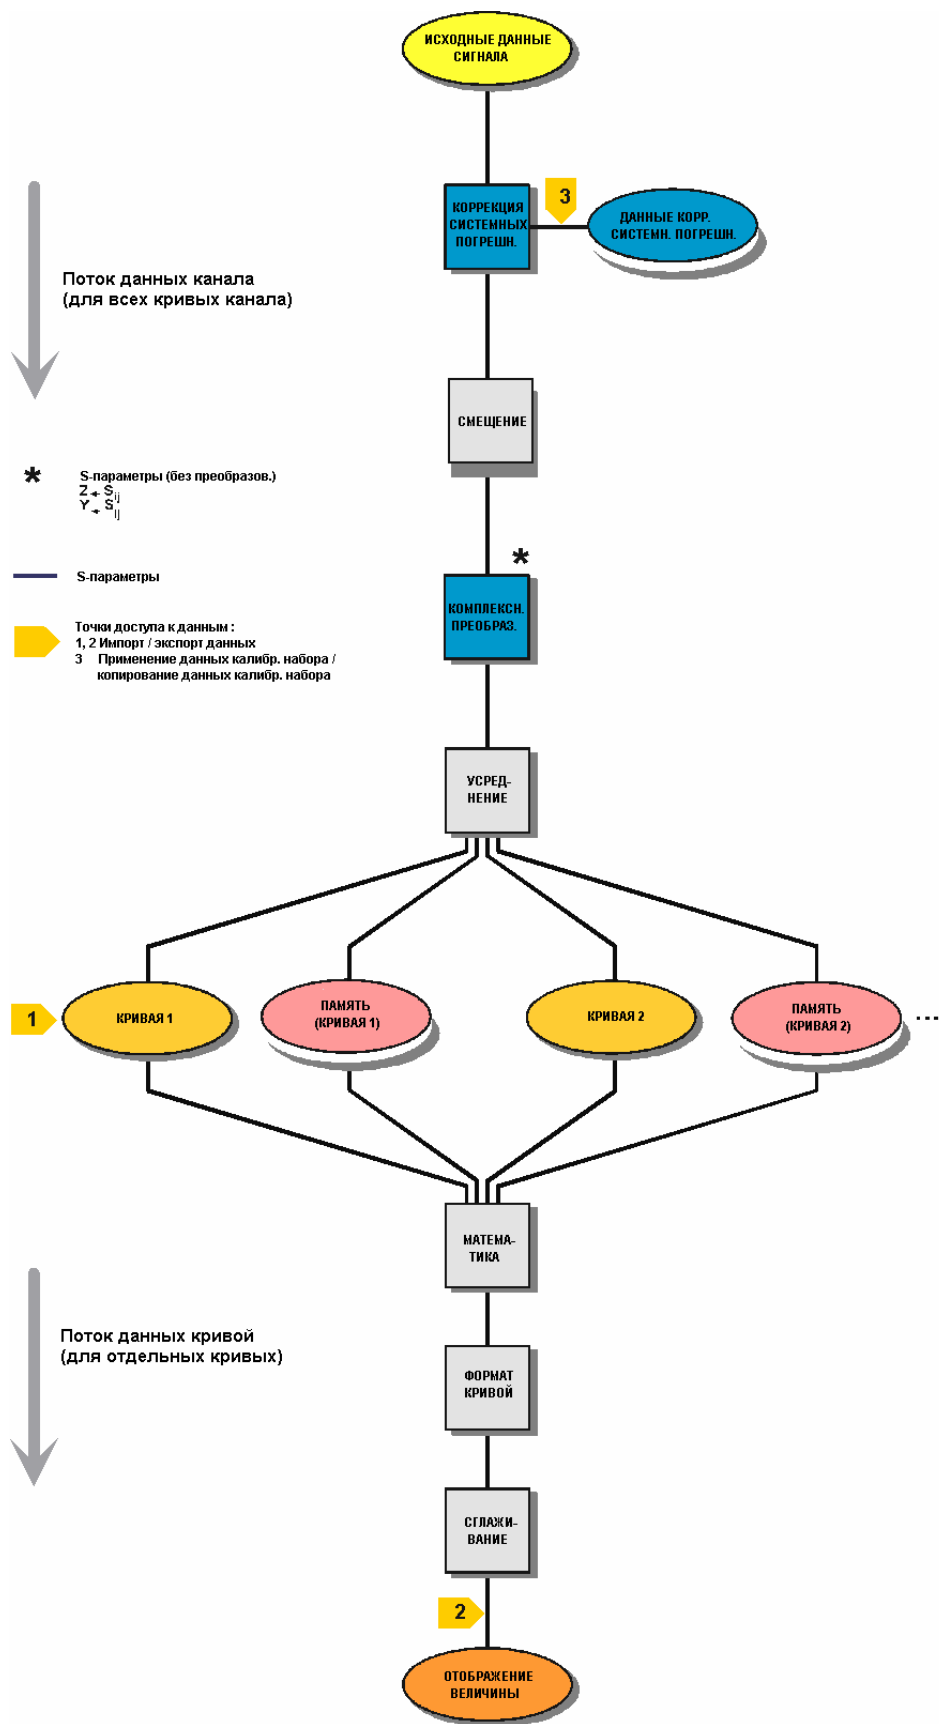 ИСХОДНЫЕ ДАННЫЕ
СИГНАЛА
КОРРЕКЦИЯ
СИСТЕМНЫХ
ПОГРЕШН.
3
ДАННЫЕ КОРР.
СИСТЕМН. ПОГРЕШН.
Поток данных канала
(для всех кривых канала)
СМЕЩЕНИЕ
* S-параметры (без преобразов.)
Z ← Sij
Y ← Sij
*
S-параметры
КОМПЛЕКСН.
ПРЕОБРАЗ.
Точки доступа к данным :
1, 2 Импорт / экспорт данных
3 Применение данных калибр. набора /
копирование данных калибр. набора
УСРЕД-
НЕНИЕ
1
КРИВАЯ 1
ПАМЯТЬ
(КРИВАЯ 1)
КРИВАЯ 2
ПАМЯТЬ
(КРИВАЯ 2)
...
МАТЕМА-
ТИКА
Поток данных кривой
(для отдельных кривых)
ФОРМАТ
КРИВОЙ
СГЛАЖИ-
ВАНИЕ
2
ОТОБРАЖЕНИЕ
ВЕЛИЧИНЫ